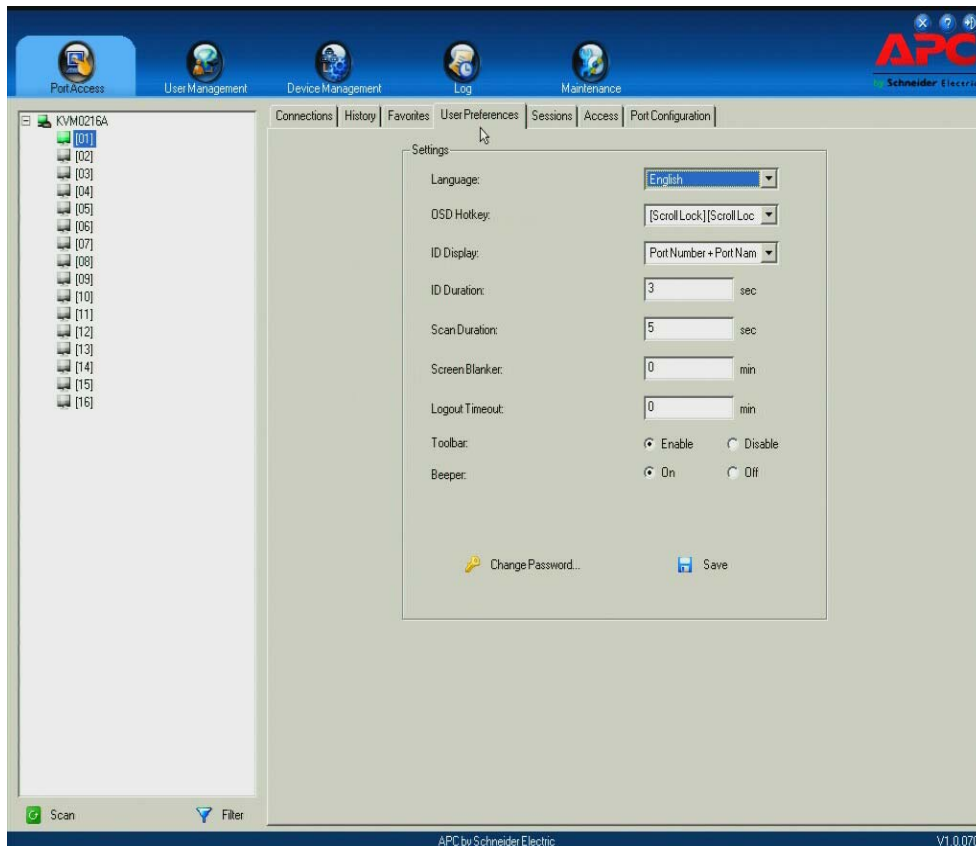 APC
by Schneider Electric
Port Access
User Management
Device Management
Log
Maintenance
KVM0216A
[01]
[02]
[03]
[04]
[05]
[06]
[07]
[08]
[09]
[10]
[11]
[12]
[13]
[14]
[15]
[16]
Scan
Filter
Connections
History
Favorites
User Preferences
Sessions
Access
Port Configuration
Settings
Language:
English
OSD Hotkey:
[Scroll Lock][Scroll Loc
ID Display:
Port Number + Port Nam
ID Duration:
3
sec
Scan Duration:
5
sec
Screen Blanker:
0
min
Logout Timeout:
0
min
Toolbar:
Enable
Disable
Beeper:
On
Off
Change Password...
Save
APC by Schneider Electric
V1.0.070